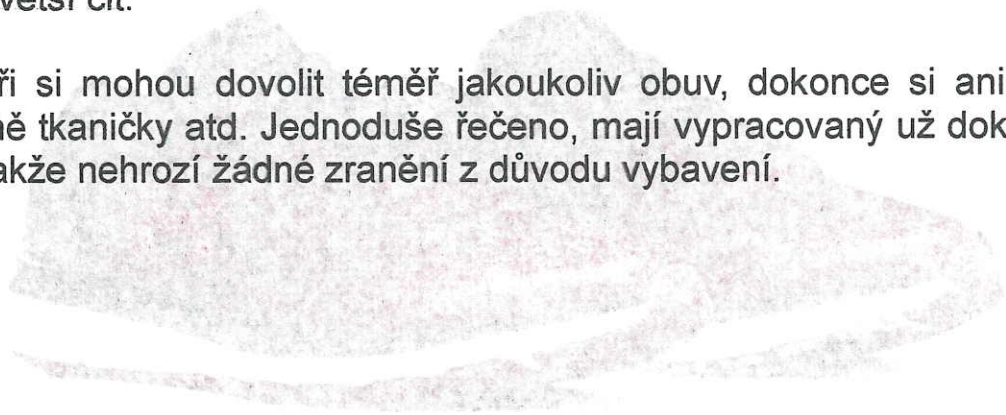 větší cit.
ři si mohou dovolit téměř jakoukoliv obuv, dokonce si ani
ně tkaničky atd. Jednoduše řečeno, mají vypracovaný už dok
akže nehrozí žádné zranění z důvodu vybavení.